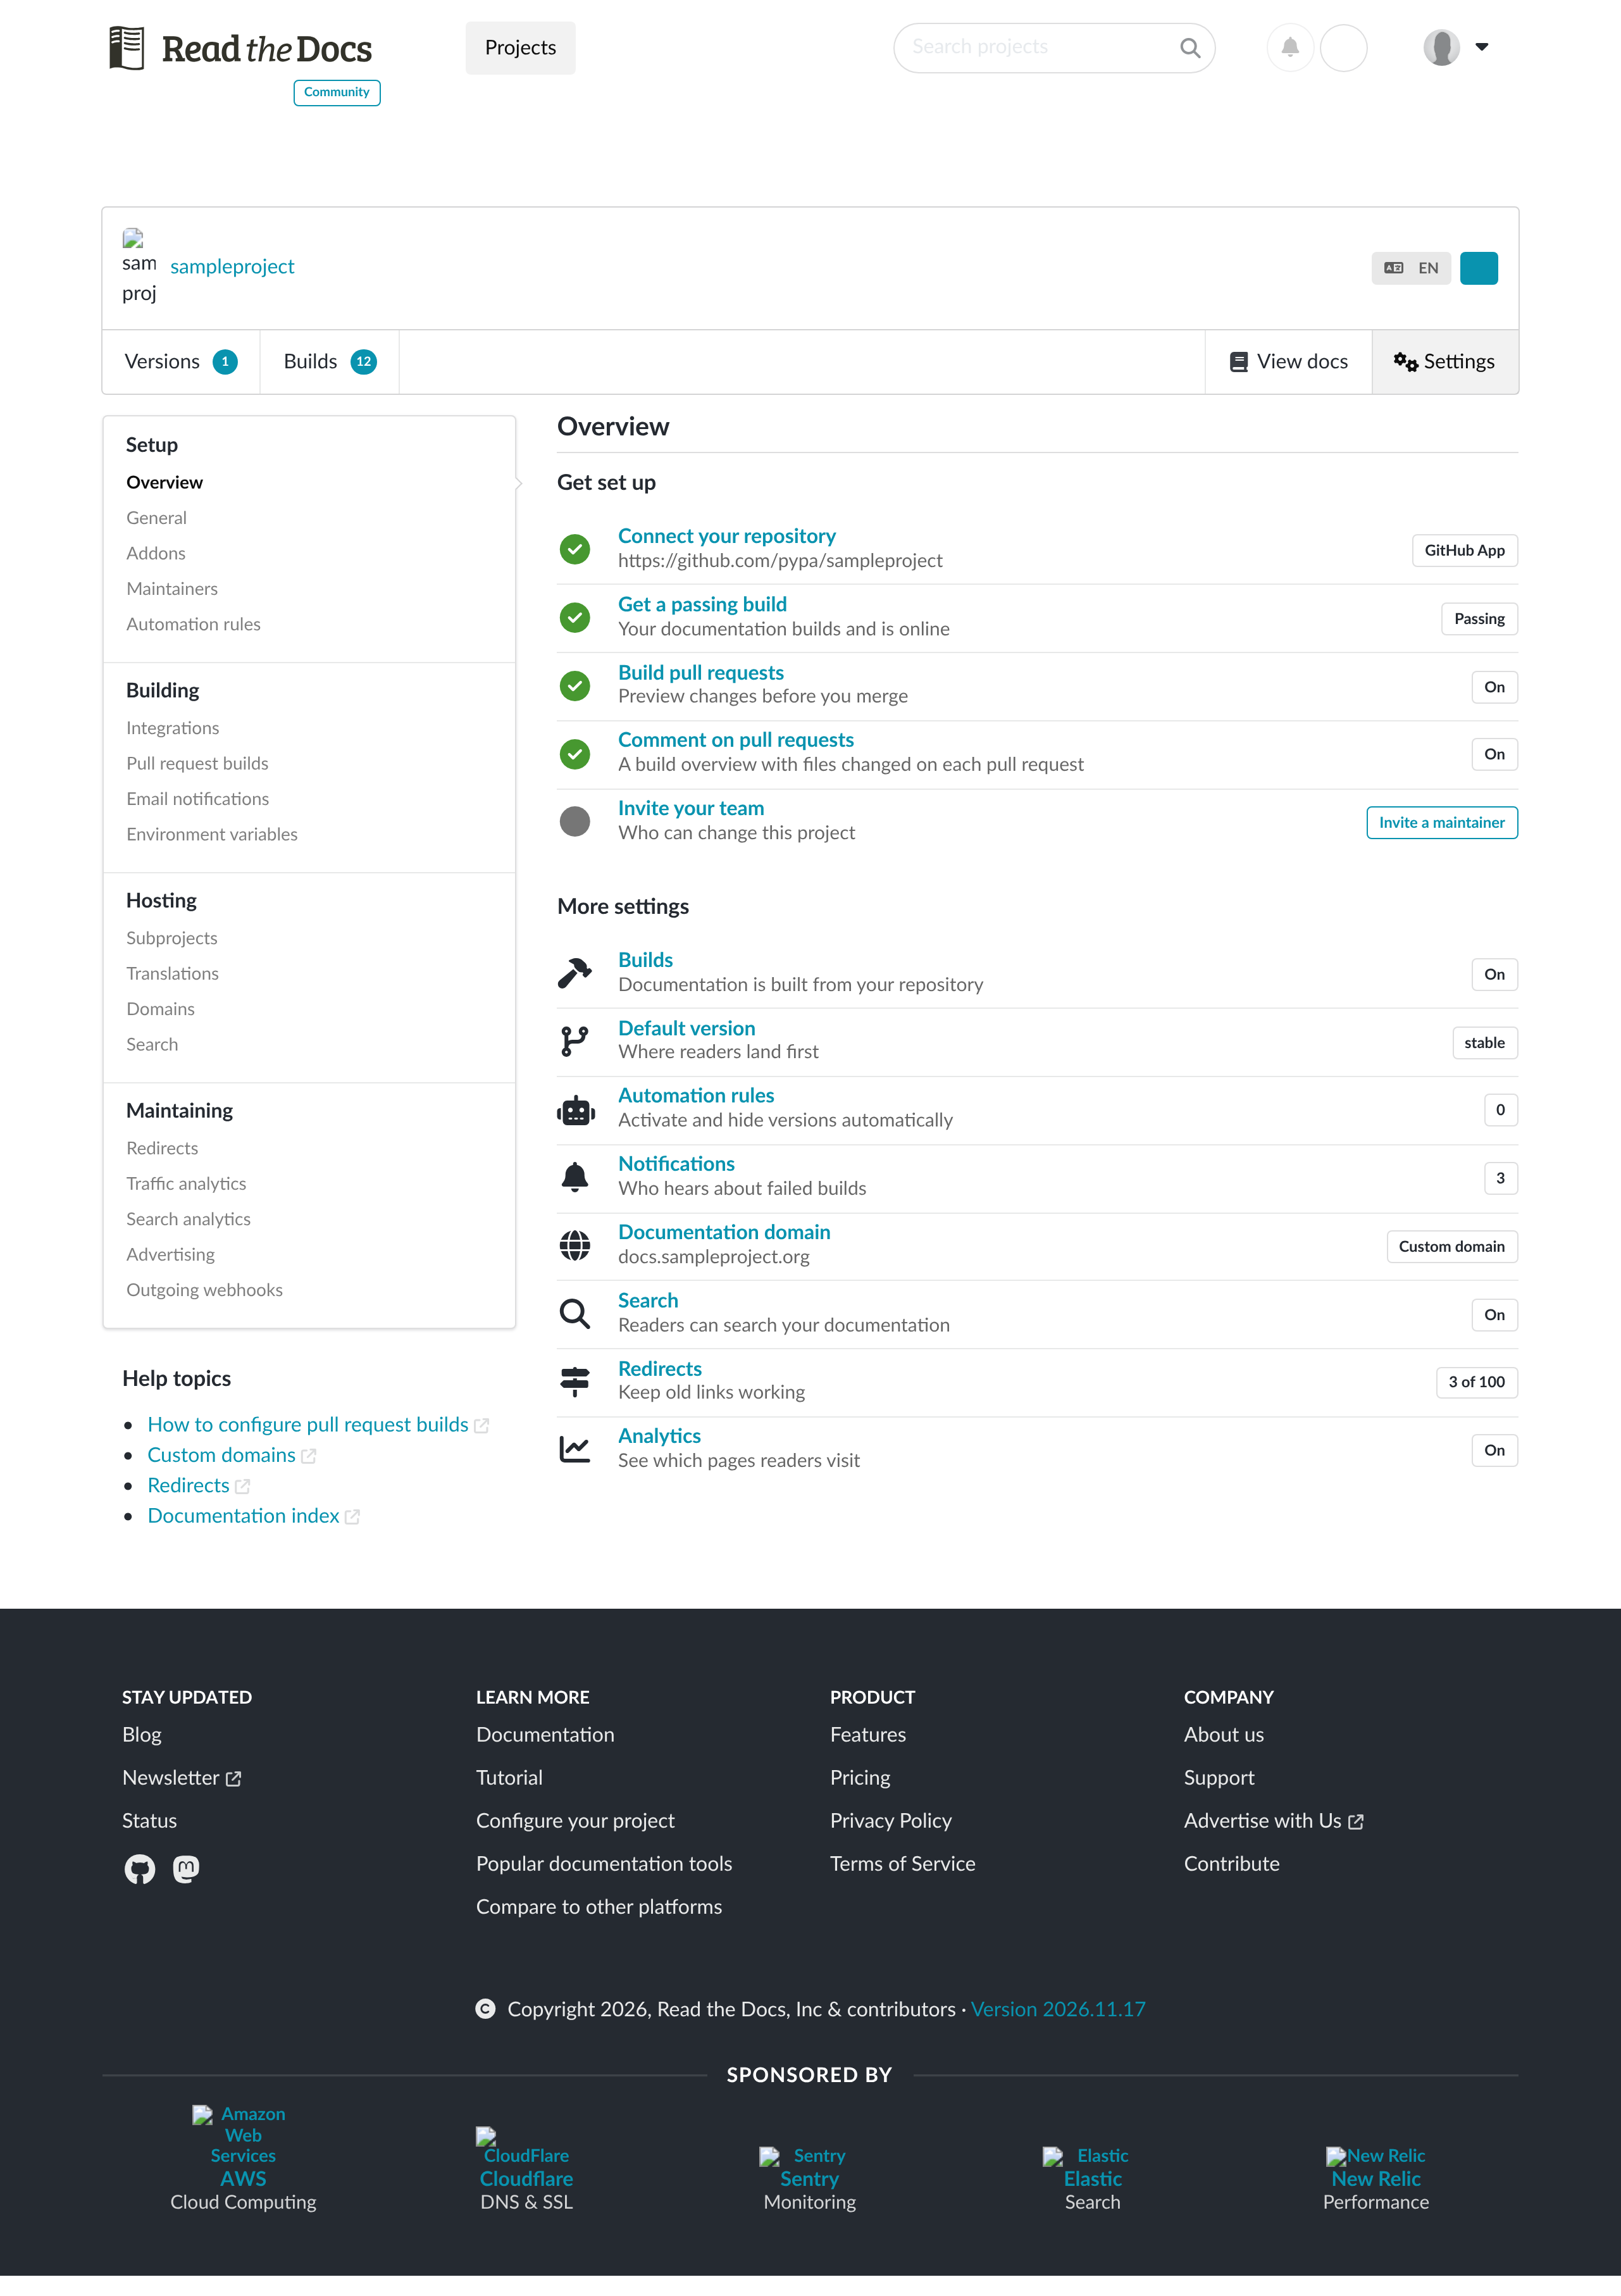 Read the Docs
Community
Projects
Search projects
sam
proj
sampleproject
EN
Versions 1
Builds 12
View docs
Settings
Setup
Overview
General
Addons
Maintainers
Automation rules
Building
Integrations
Pull request builds
Email notifications
Environment variables
Hosting
Subprojects
Translations
Domains
Search
Maintaining
Redirects
Traffic analytics
Search analytics
Advertising
Outgoing webhooks
Help topics
How to configure pull request builds
Custom domains
Redirects
Documentation index
Overview
Get set up
Connect your repository
https://github.com/pypa/sampleproject
GitHub App
Get a passing build
Your documentation builds and is online
Passing
Build pull requests
Preview changes before you merge
On
Comment on pull requests
A build overview with files changed on each pull request
On
Invite your team
Who can change this project
Invite a maintainer
More settings
Builds
Documentation is built from your repository
On
Default version
Where readers land first
stable
Automation rules
Activate and hide versions automatically
0
Notifications
Who hears about failed builds
3
Documentation domain
docs.sampleproject.org
Custom domain
Search
Readers can search your documentation
On
Redirects
Keep old links working
3 of 100
Analytics
See which pages readers visit
On
STAY UPDATED
Blog
Newsletter
Status
LEARN MORE
Documentation
Tutorial
Configure your project
Popular documentation tools
Compare to other platforms
PRODUCT
Features
Pricing
Privacy Policy
Terms of Service
COMPANY
About us
Support
Advertise with Us
Contribute
Copyright 2026, Read the Docs, Inc & contributors · Version 2026.11.17
SPONSORED BY
Amazon
Web
Services
AWS
Cloud Computing
CloudFlare
Cloudflare
DNS & SSL
Sentry
Sentry
Monitoring
Elastic
Elastic
Search
New Relic
New Relic
Performance